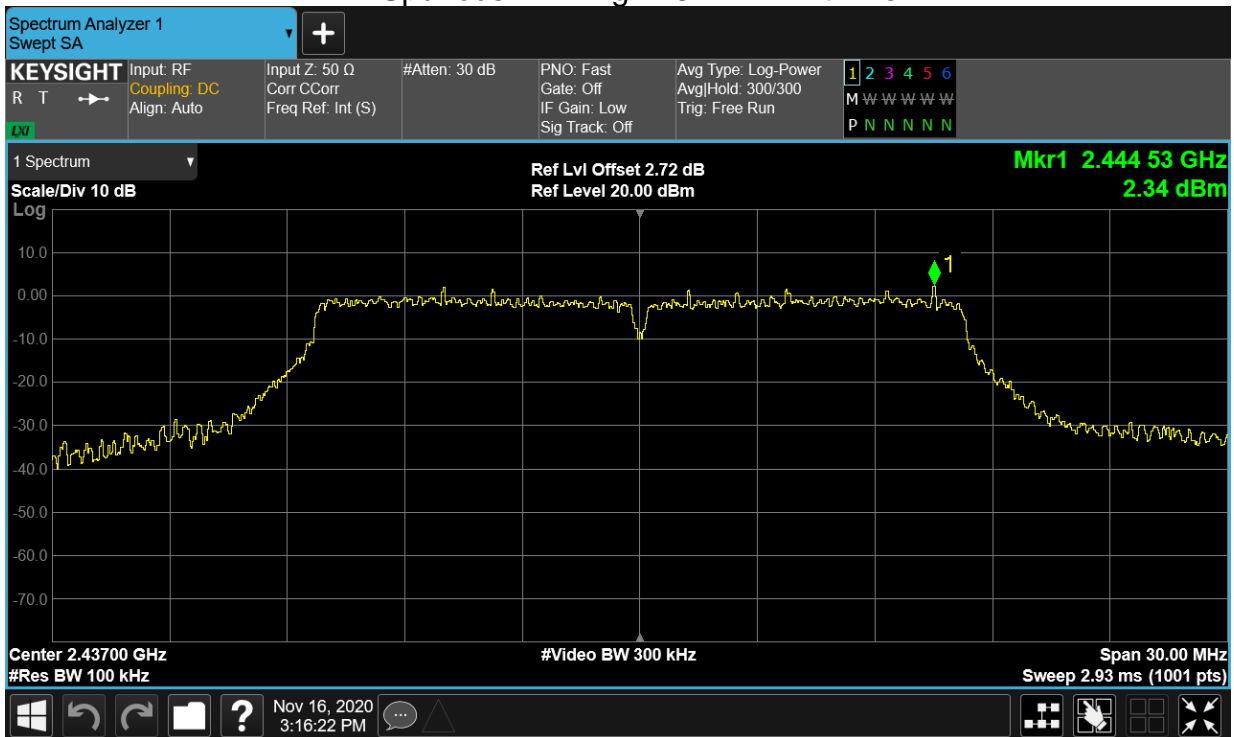 Spectrum Analyzer 1
Swept SA
KEYSIGHT
R T
LXI
Input: RF
Coupling: DC
Align: Auto
Input Z: 50 Ω
Corr CCorr
Freq Ref: Int (S)
#Atten: 30 dB
PNO: Fast
Gate: Off
IF Gain: Low
Sig Track: Off
Avg Type: Log-Power
Avg|Hold: 300/300
Trig: Free Run
1 2 3 4 5 6
M W W W W W
P N N N N N
1 Spectrum
Scale/Div 10 dB
Log
Ref Lvl Offset 2.72 dB
Ref Level 20.00 dBm
Mkr1 2.444 53 GHz
2.34 dBm
10.0
0.00
-10.0
-20.0
-30.0
-40.0
-50.0
-60.0
-70.0
1
Center 2.43700 GHz
#Res BW 100 kHz
#Video BW 300 kHz
Span 30.00 MHz
Sweep 2.93 ms (1001 pts)
?
Nov 16, 2020
3:16:22 PM